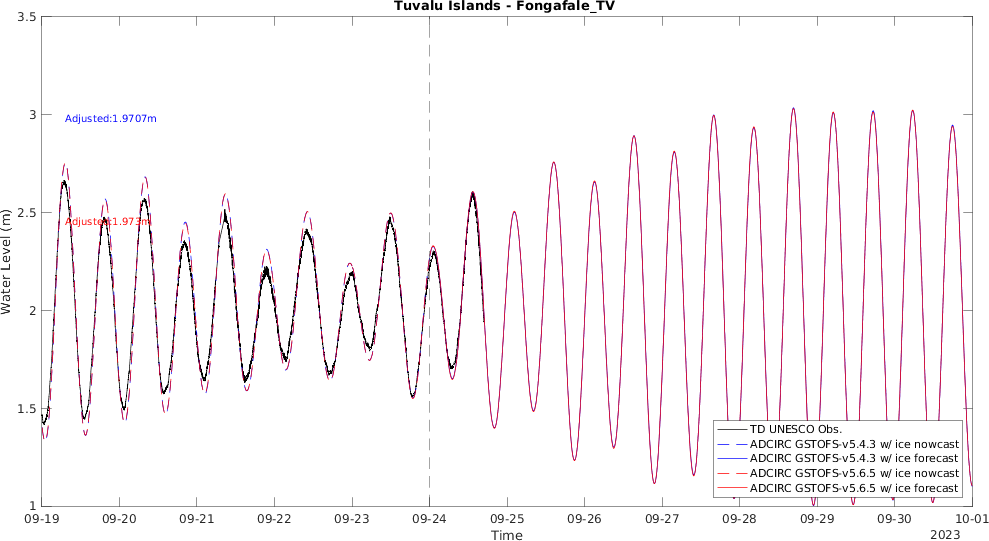 Tuvalu Islands - Fongafale_TV
3.5
3
2.5
2
1.5
1
Water Level (m)
Adjusted:1.9707m
Adjusted:1.973m
TD UNESCO Obs.
ADCIRC GSTOFS-v5.4.3 w/ ice nowcast
ADCIRC GSTOFS-v5.4.3 w/ ice forecast
ADCIRC GSTOFS-v5.6.5 w/ ice nowcast
ADCIRC GSTOFS-v5.6.5 w/ ice forecast
09-19 09-20 09-21 09-22 09-23 09-24 09-25 09-26 09-27 09-28 09-29 09-30 10-01
Time
2023